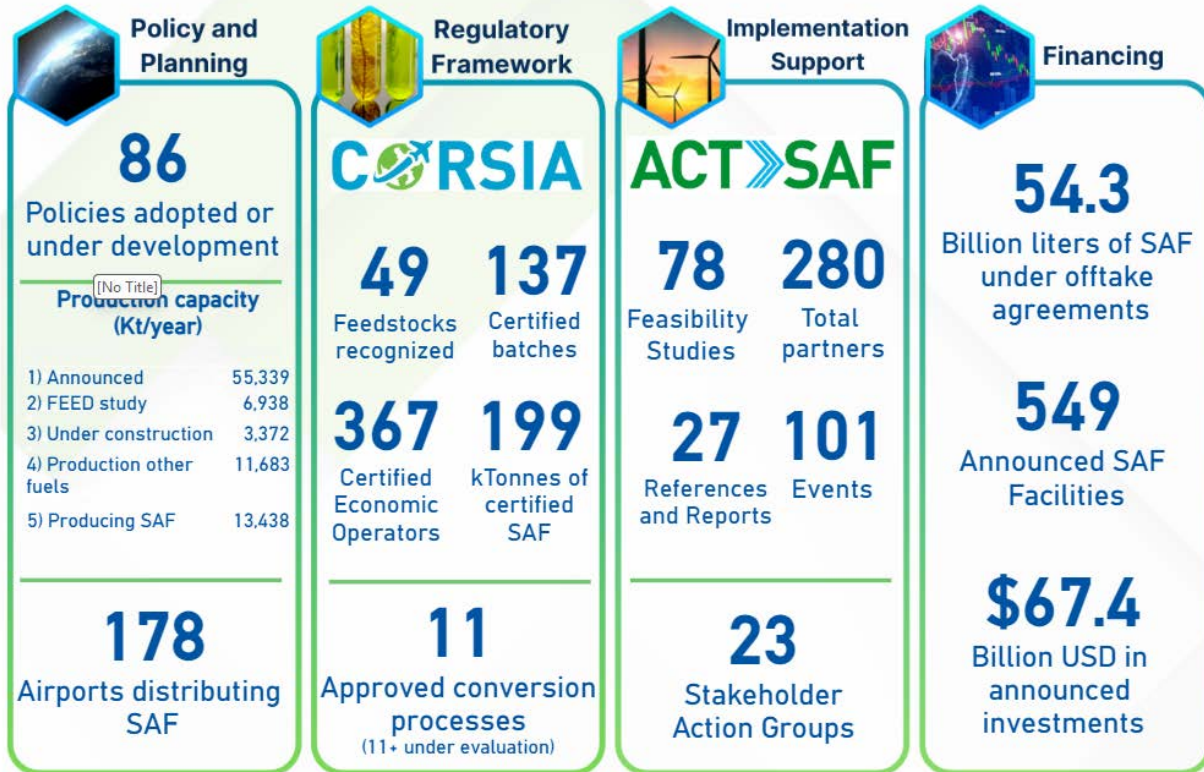 Policy and
Planning
86
Policies adopted or
under development
[No Title]
Production capacity
(Kt/year)
1) Announced 55,339
2) FEED study 6,938
3) Under construction 3,372
4) Production other 11,683
fuels
5) Producing SAF 13,438
178
Airports distributing
SAF
Regulatory
Framework
CORSIA
49 137
Feedstocks Certified
recognized batches
367 199
Certified kTonnes of
Economic certified
Operators SAF
11
Approved conversion
processes
(11+ under evaluation)
Implementation
Support
ACT SAF
78 280
Feasibility Total
Studies partners
27 101
References Events
and Reports
23
Stakeholder
Action Groups
Financing
54.3
Billion liters of SAF
under offtake
agreements
549
Announced SAF
Facilities
$67.4
Billion USD in
announced
investments